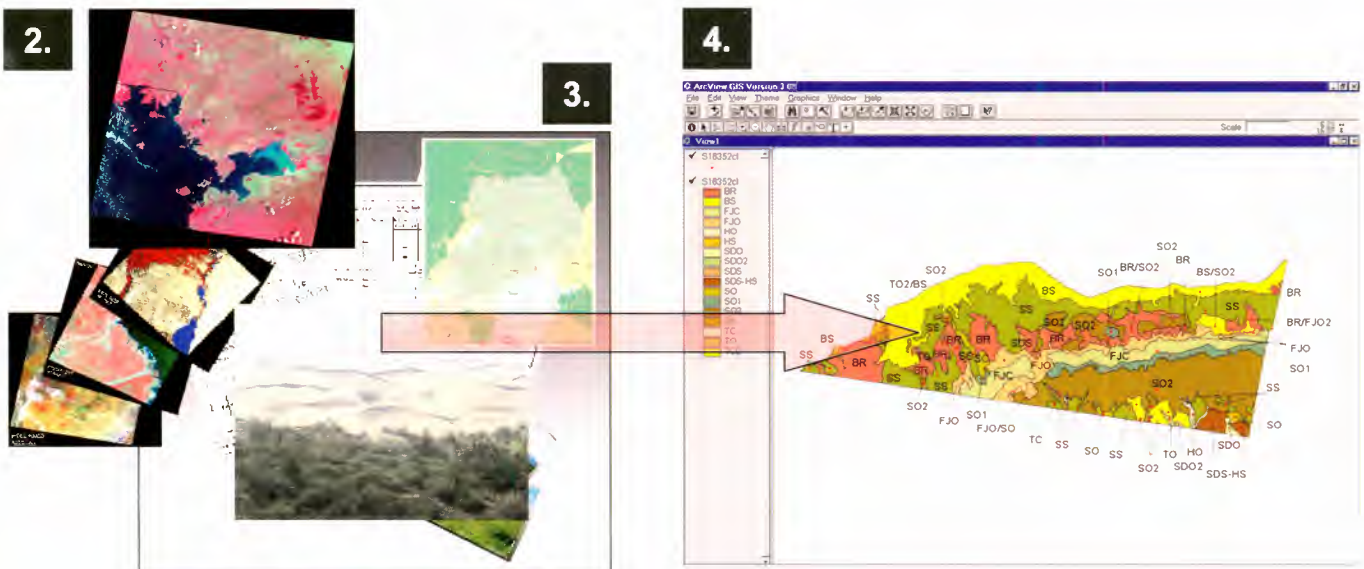 2.
3.
4.
ArcView GIS Version 3
File Edit View Theme Graphics Window Help
Scale
View1
S18352cl
S18352cl
BR
BS
FJC
FJO
HO
HS
SDO
SDO2
SDS
SDS-HS
SO
SO1
TC
TO
SO2
BR
SO1 BR/SO2 BS/SO2
SO2
TO2/BS
SS
BS
BS
SS
SS
BR
BR/FJO2
FJO
SO1
SS
SO
SS
BR
SS
BR
BR
SDS
SO2
BR
SO2
FJC
FJO
FJC
SO2
SS
SS
SO2
FJO
SO1
FJO/SO
TC
SS
SO
SS
SO2
TO
SDO2
HO
SDS-HS
SDO